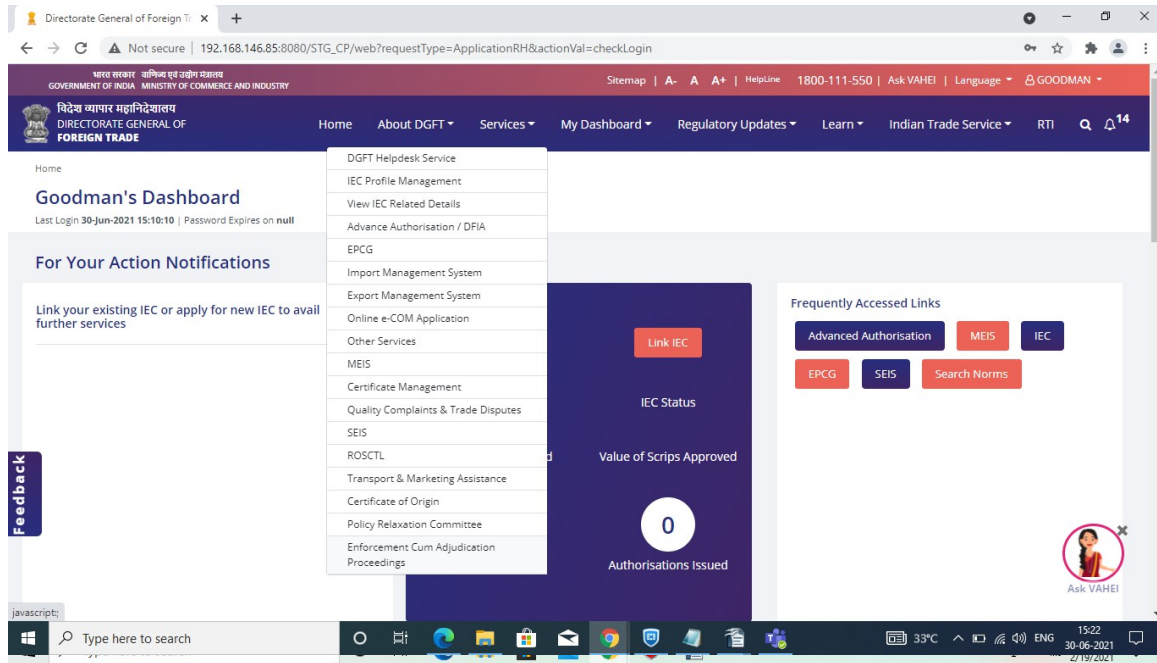 Directorate General of Foreign Tr
Not secure | 192.168.146.85:8080/STG_CP/web?requestType=ApplicationRH&actionVal=checkLogin
भारत सरकार वाणिज्य एवं उद्योग मंत्रालय
GOVERNMENT OF INDIA MINISTRY OF COMMERCE AND INDUSTRY
Sitemap | A- A A+ | HelpLine 1800-111-550 | Ask VAHEI | Language GOODMAN
विदेश व्यापार महानिदेशालय
DIRECTORATE GENERAL OF
FOREIGN TRADE
Home About DGFT Services My Dashboard Regulatory Updates Learn Indian Trade Service RTI 14
Home
Goodman's Dashboard
Last Login 30-Jun-2021 15:10:10 | Password Expires on null
For Your Action Notifications
Link your existing IEC or apply for new IEC to avail
further services
DGFT Helpdesk Service
IEC Profile Management
View IEC Related Details
Advance Authorisation / DFIA
EPCG
Import Management System
Export Management System
Online e-COM Application
Other Services
MEIS
Certificate Management
Quality Complaints & Trade Disputes
SEIS
ROSCTL
Transport & Marketing Assistance
Certificate of Origin
Policy Relaxation Committee
Enforcement Cum Adjudication
Proceedings
Link IEC
IEC Status
d Value of Scrips Approved
0
Authorisations Issued
Frequently Accessed Links
Advanced Authorisation MEIS IEC
EPCG SEIS Search Norms
Feedback
Ask VAHEI
javascript:;
Type here to search
33°C ENG 15:22
30-06-2021
2/19/2021